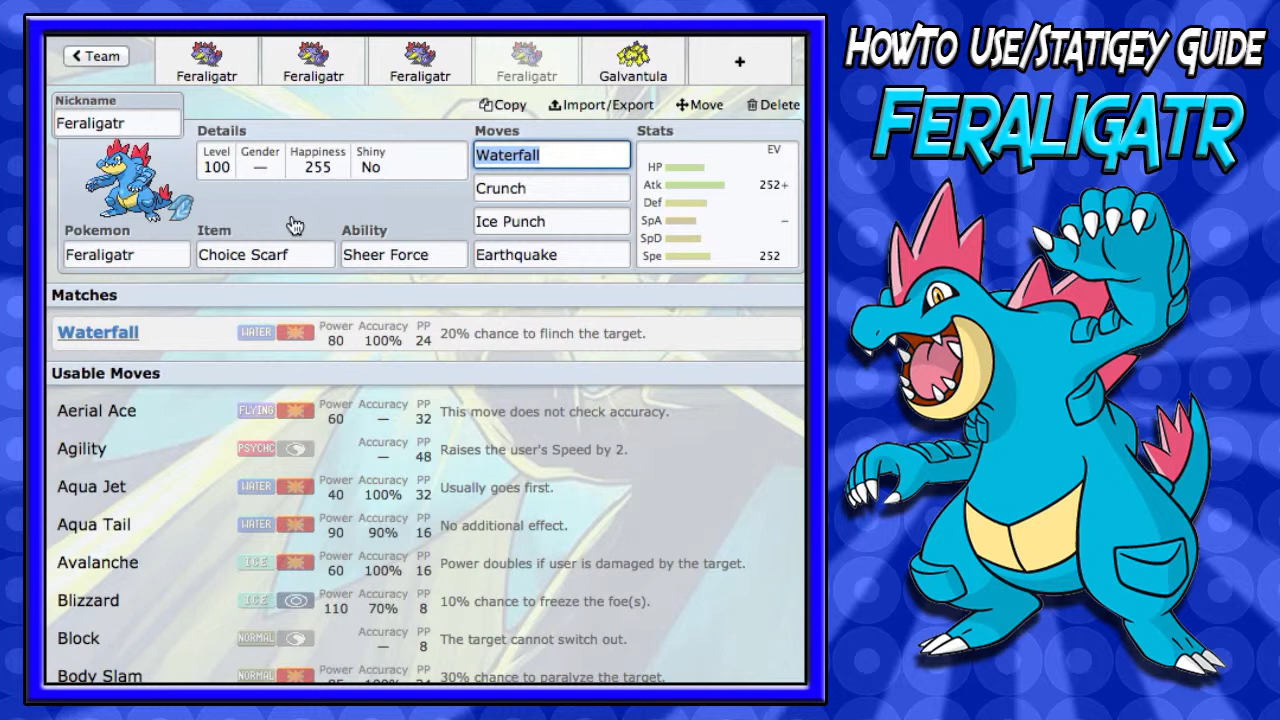 HowTo Use/Statigey Guide
Feraligatr
Team
Feraligatr
Feraligatr
Feraligatr
Feraligatr
Galvantula
+
Copy Import/Export Move Delete
Nickname
Feraligatr
Details
Level Gender Happiness Shiny
100 — 255 No
Pokemon Item Ability
Feraligatr Choice Scarf Sheer Force
Moves
Waterfall
Crunch
Ice Punch
Earthquake
Stats
EV
HP
Atk 252+
Def
SpA –
SpD
Spe 252
Matches
Waterfall WATER Power 80 Accuracy 100% PP 24 20% chance to flinch the target.
Usable Moves
Aerial Ace FLYING Power 60 Accuracy — PP 32 This move does not check accuracy.
Agility PSYCHC Accuracy — PP 48 Raises the user's Speed by 2.
Aqua Jet WATER Power 40 Accuracy 100% PP 32 Usually goes first.
Aqua Tail WATER Power 90 Accuracy 90% PP 16 No additional effect.
Avalanche ICE Power 60 Accuracy 100% PP 16 Power doubles if user is damaged by the target.
Blizzard ICE Power 110 Accuracy 70% PP 8 10% chance to freeze the foe(s).
Block NORMAL Accuracy — PP 8 The target cannot switch out.
Body Slam NORMAL Power Accuracy PP 30% chance to paralyze the target.